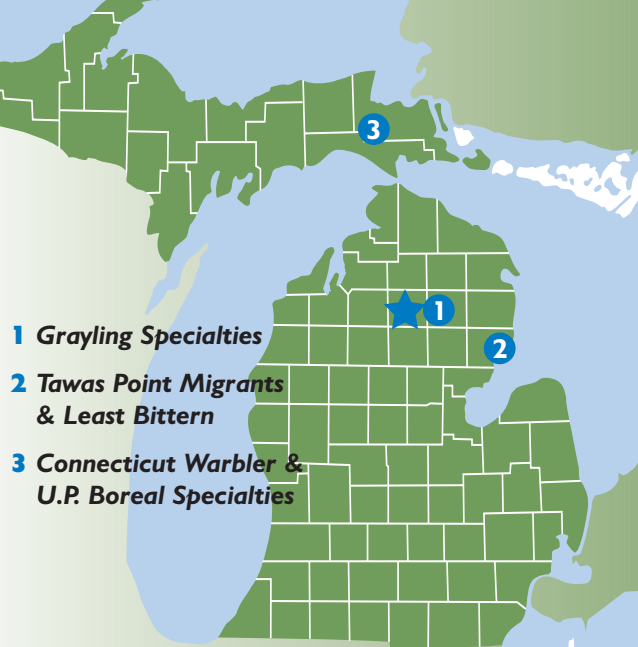 3
1
2
1 Grayling Specialties
2 Tawas Point Migrants
& Least Bittern
3 Connecticut Warbler &
U.P. Boreal Specialties